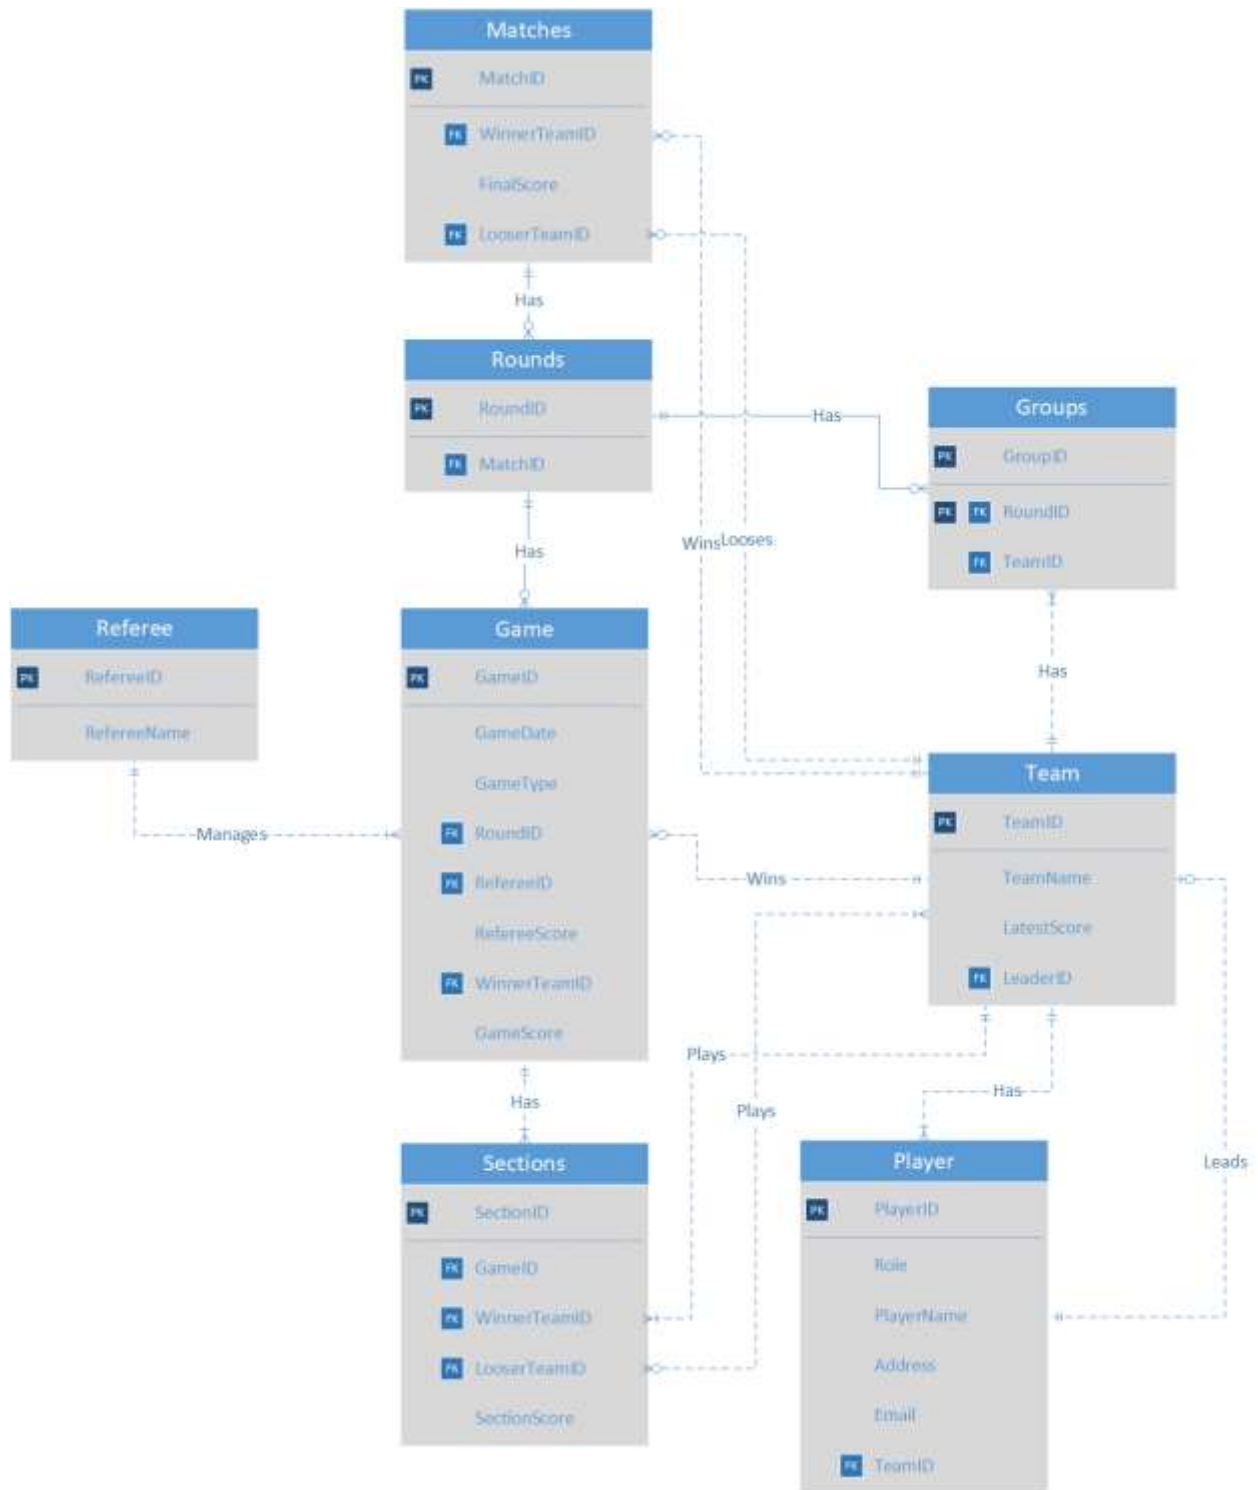 Matches
PK MatchID
FK WinnerTeamID
FinalScore
FK LooserTeamID
Has
Rounds
PK RoundID
FK MatchID
Has
Groups
PK GroupID
PK FK RoundID
FK TeamID
Wins
Looses
Has
Has
Referee
PK RefereeID
RefereeName
Manages
Game
PK GameID
GameDate
GameType
FK RoundID
FK RefereeID
RefereeScore
FK WinnerTeamID
GameScore
Wins
Team
PK TeamID
TeamName
LatestScore
FK LeaderID
Plays
Has
Has
Plays
Leads
Sections
PK SectionID
FK GameID
FK WinnerTeamID
FK LooserTeamID
SectionScore
Player
PK PlayerID
Role
PlayerName
Address
Email
FK TeamID